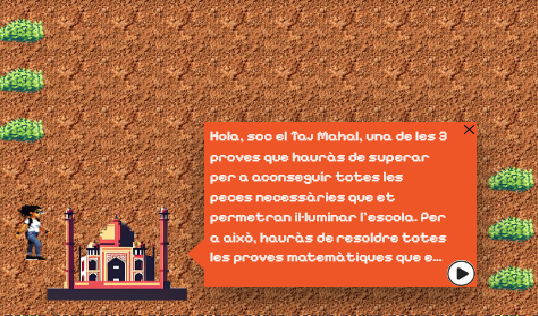 Hola, soc el Taj Mahal, una de les 3
proves que hauràs de superar
per a aconseguir totes les
peces necessàries que et
permetran il·luminar l'escola. Per
a això, hauràs de resoldre totes
les proves matemàtiques que e...